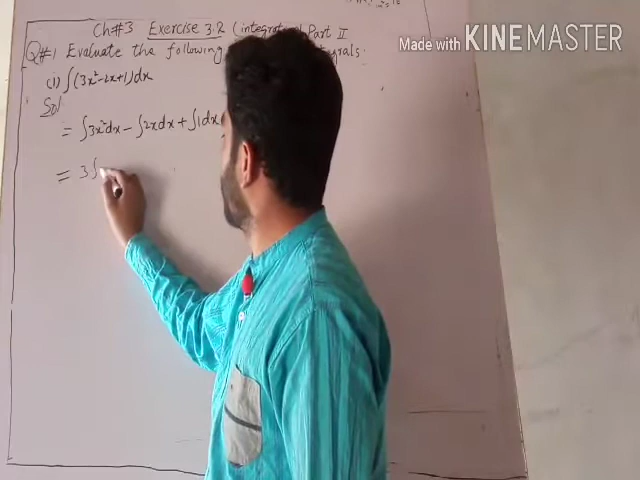 Made with KINEMASTER
Ch#3 Exercise 3.2 (integration) Part II
Q#1 Evaluate the following
(i) ∫(3x²-2x+1)dx
Sol
= ∫3x²dx - ∫2xdx + ∫1dx
= 3∫